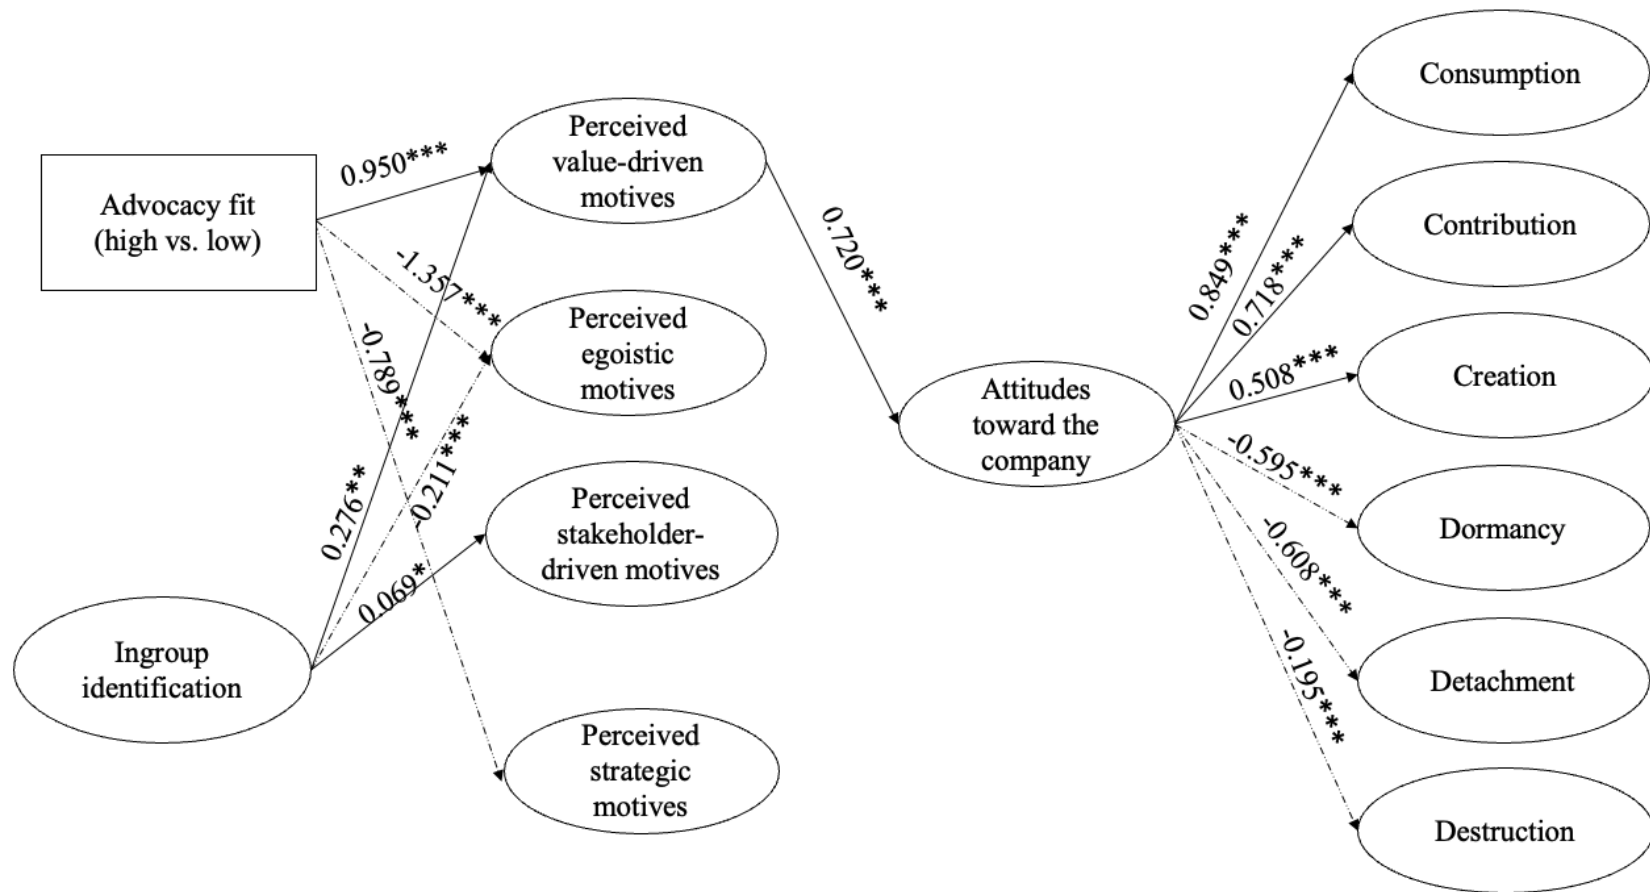 Advocacy fit
(high vs. low)
Ingroup
identification
0.950***
-1.357***
-0.789***
0.276**
-0.211***
0.069*
Perceived
value-driven
motives
Perceived
egoistic
motives
Perceived
stakeholder-
driven motives
Perceived
strategic
motives
0.720***
Attitudes
toward the
company
0.849***
0.718***
0.508***
-0.595***
-0.608***
-0.195***
Consumption
Contribution
Creation
Dormancy
Detachment
Destruction